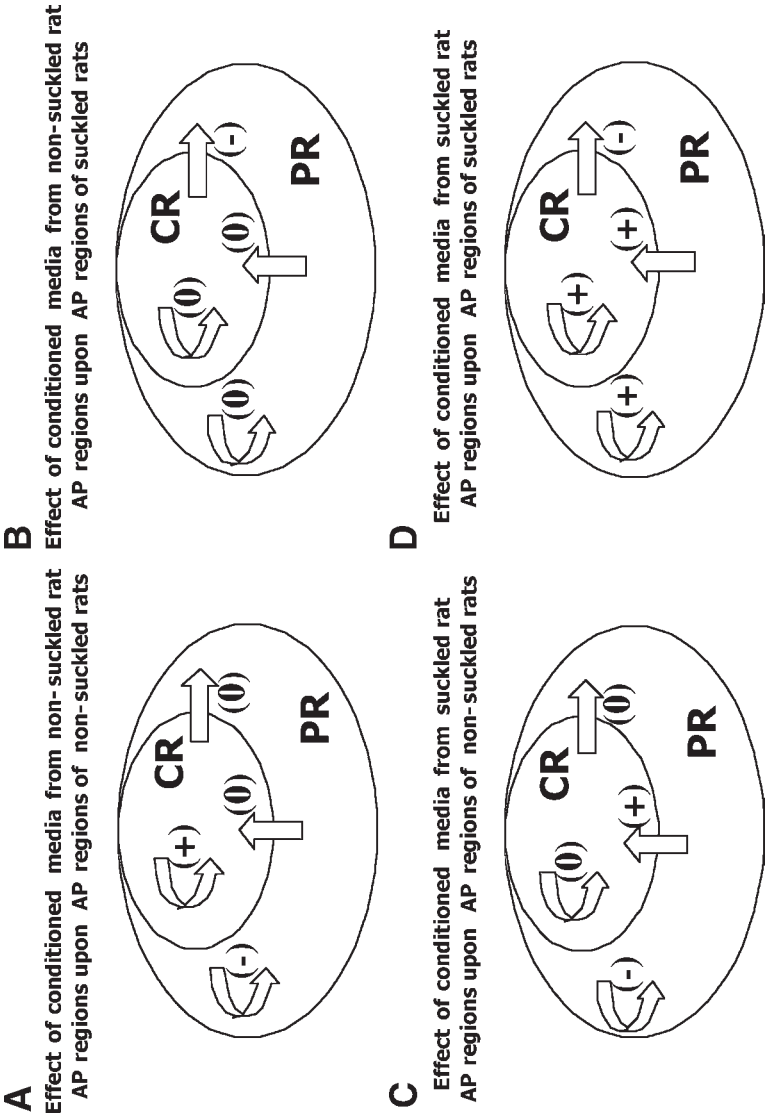 A
Effect of conditioned media from non-suckled rat
AP regions upon AP regions of non-suckled rats
(-)
(+)
(0)
(0)
CR
PR
B
Effect of conditioned media from non-suckled rat
AP regions upon AP regions of suckled rats
(0)
(0)
(0)
(-)
CR
PR
C
Effect of conditioned media from suckled rat
AP regions upon AP regions of non-suckled rats
(-)
(0)
(+)
(0)
CR
PR
D
Effect of conditioned media from suckled rat
AP regions upon AP regions of suckled rats
(+)
(+)
(+)
(-)
CR
PR